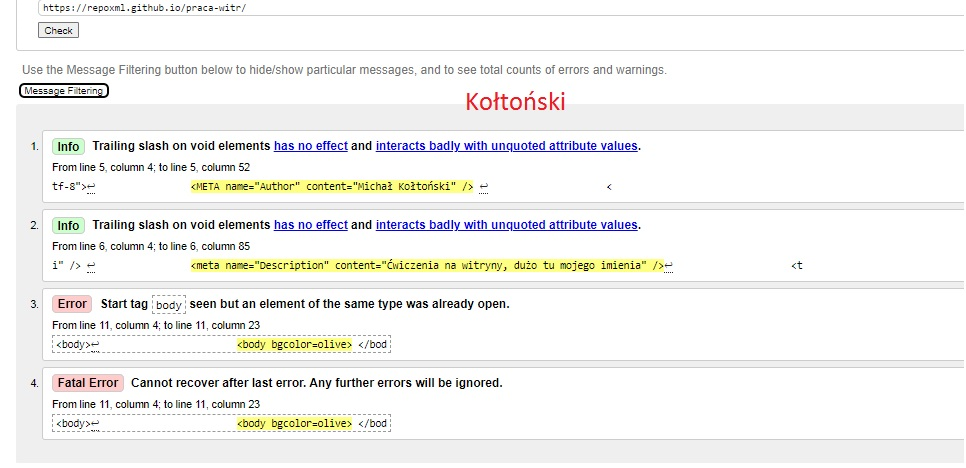 https://repoxml.github.io/praca-witr/
Check
Use the Message Filtering button below to hide/show particular messages, and to see total counts of errors and warnings.
Message Filtering
Kołtoński
1. Info Trailing slash on void elements has no effect and interacts badly with unquoted attribute values.
From line 5, column 4; to line 5, column 52
tf-8">↩ <META name="Author" content="Michał Kołtoński" /> ↩ <
2. Info Trailing slash on void elements has no effect and interacts badly with unquoted attribute values.
From line 6, column 4; to line 6, column 85
i" /> ↩ <meta name="Description" content="Ćwiczenia na witryny, dużo tu mojego imienia" />↩ <t
3. Error Start tag body seen but an element of the same type was already open.
From line 11, column 4; to line 11, column 23
<body>↩ <body bgcolor=olive> </bod
4. Fatal Error Cannot recover after last error. Any further errors will be ignored.
From line 11, column 4; to line 11, column 23
<body>↩ <body bgcolor=olive> </bod